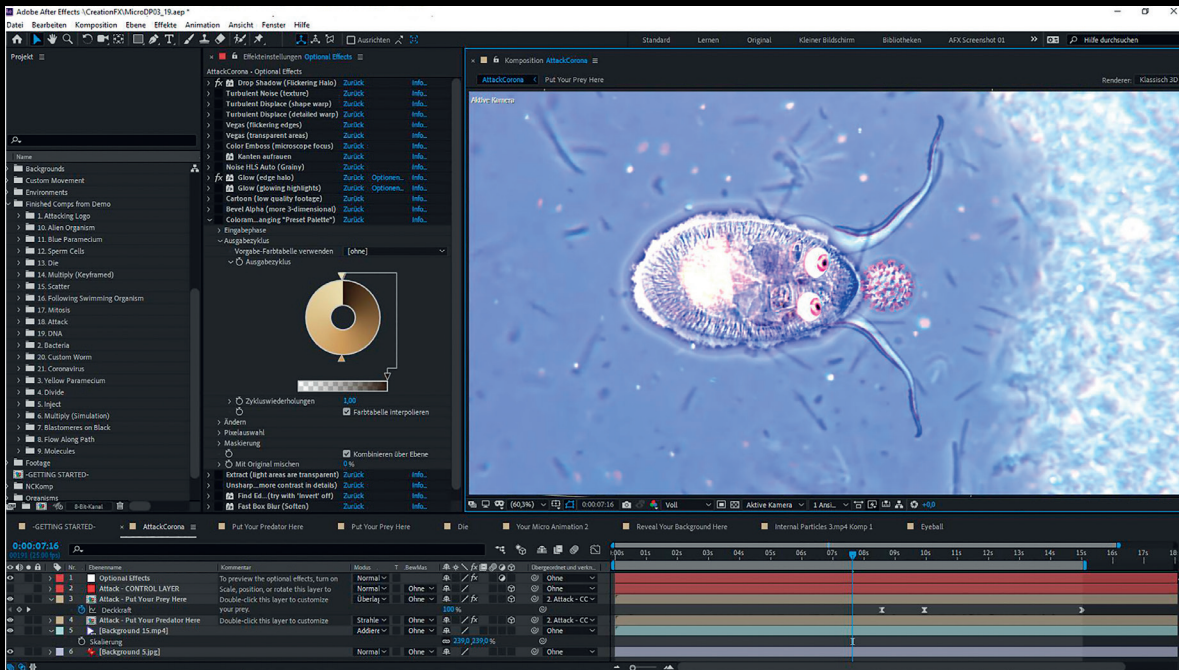 Adobe After Effects \CreationFX\MicroDP03_19.aep *
Datei Bearbeiten Komposition Ebene Effekte Animation Ansicht Fenster Hilfe
Ausrichten
Standard Lernen Original Kleiner Bildschirm Bibliotheken AFX Screenshot 01 Hilfe durchsuchen
Projekt
Name
Backgrounds
Custom Movement
Environments
Finished Comps from Demo
1. Attacking Logo
10. Alien Organism
11. Blue Paramecium
12. Sperm Cells
13. Die
14. Multiply (Keyframed)
15. Scatter
16. Following Swimming Organism
17. Mitosis
18. Attack
19. DNA
2. Bacteria
20. Custom Worm
21. Coronavirus
3. Yellow Paramecium
4. Divide
5. Inject
6. Multiply (Simulation)
7. Blastomeres on Black
8. Flow Along Path
9. Molecules
Footage
-GETTING STARTED-
NCKomp
Organisms
8-Bit-Kanal
Effekteinstellungen Optional Effects
AttackCorona • Optional Effects
fx Drop Shadow (Flickering Halo) Zurück Info...
Turbulent Noise (texture) Zurück Info...
Turbulent Displace (shape warp) Zurück Info...
Turbulent Displace (detailed warp) Zurück Info...
Vegas (flickering edges) Zurück Info...
Vegas (transparent areas) Zurück Info...
Color Emboss (microscope focus) Zurück Info...
Kanten aufrauen Zurück Info...
Noise HLS Auto (Grainy) Zurück Info...
fx Glow (edge halo) Zurück Optionen... Info...
Glow (glowing highlights) Zurück Optionen... Info...
Cartoon (low quality footage) Zurück Info...
Bevel Alpha (more 3-dimensional) Zurück Info...
Coloram...anging "Preset Palette") Zurück Info...
Eingabephase
Ausgabezyklus
Vorgabe-Farbtabelle verwenden [ohne]
Ausgabezyklus
Zykluswiederholungen 1,00
Farbtabelle interpolieren
Ändern
Pixelauswahl
Maskierung
Kombinieren über Ebene
Mit Original mischen 0 %
Extract (light areas are transparent) Zurück Info...
Unsharp...more contrast in details) Zurück Info...
Find Ed...(try with 'Invert' off) Zurück Info...
Fast Box Blur (Soften) Zurück Info...
Komposition AttackCorona
AttackCorona Put Your Prey Here
Renderer: Klassisch 3D
Aktive Kamera
(60,3%) 0:00:07:16 Voll Aktive Kamera 1 Ansi... +0,0
-GETTING STARTED- AttackCorona Put Your Predator Here Put Your Prey Here Die Your Micro Animation 2 Reveal Your Background Here Internal Particles 3.mp4 Komp 1 Eyeball
0:00:07:16
00191 (25.00 fps)
:00s 01s 02s 03s 04s 05s 06s 07s 08s 09s 10s 11s 12s 13s 14s 15s 16s 17s 18
Nr. Ebenenname Kommentar Modus T BewMas Übergeordnet und verkn...
1 Optional Effects To preview the optional effects, turn on Normal Ohne
2 Attack - CONTROL LAYER Scale, position, or rotate this layer to Normal Ohne Ohne
3 Attack - Put Your Prey Here Double-click this layer to customize Überlag Ohne 2. Attack - CC
Deckkraft your prey. 100 %
4 Attack - Put Your Predator Here Double-click this layer to customize Strahle Ohne 2. Attack - CC
5 [Background 15.mp4] Addiere Ohne Ohne
Skalierung 239,0, 239,0 %
6 [Background 5.jpg] Normal Ohne Ohne